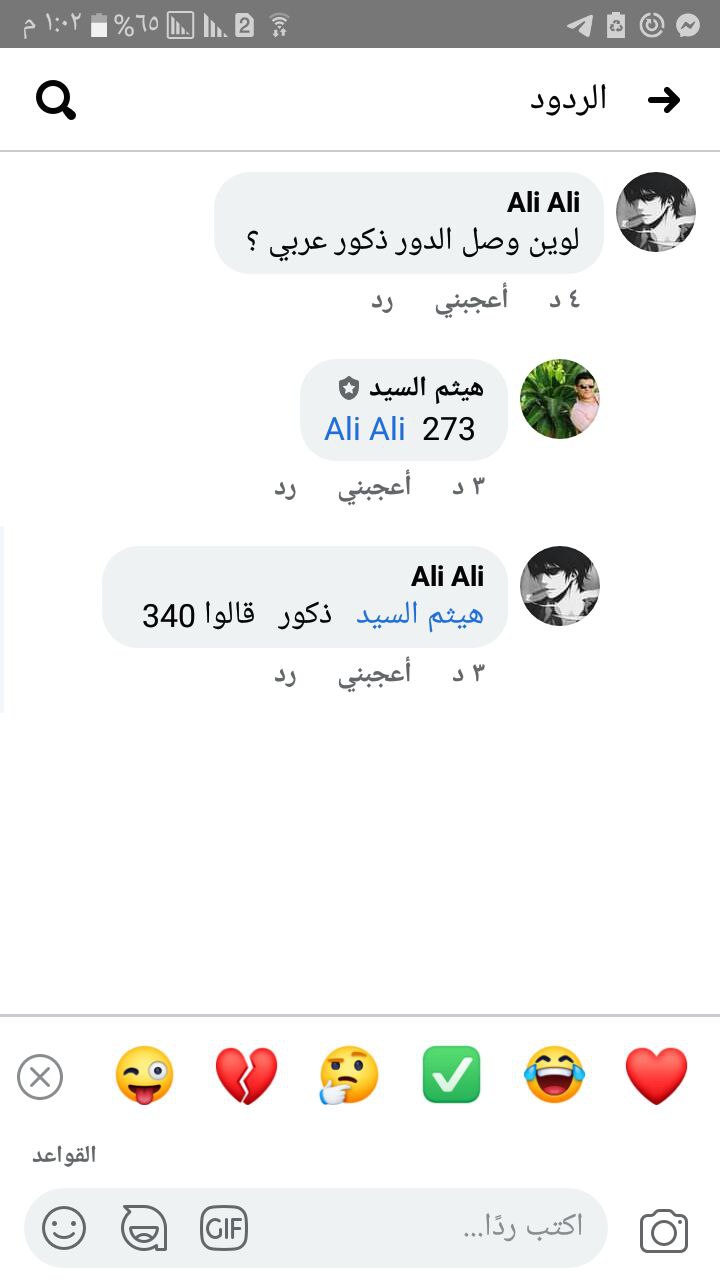 ١:٠٢ م %٦٥ 2
الردود
Ali Ali
لوين وصل الدور ذكور عربي ؟
٤ د أعجبني رد
هيثم السيد
Ali Ali 273
٣ د أعجبني رد
Ali Ali
هيثم السيد ذكور قالوا 340
٣ د أعجبني رد
القواعد
اكتب ردًا...
GIF